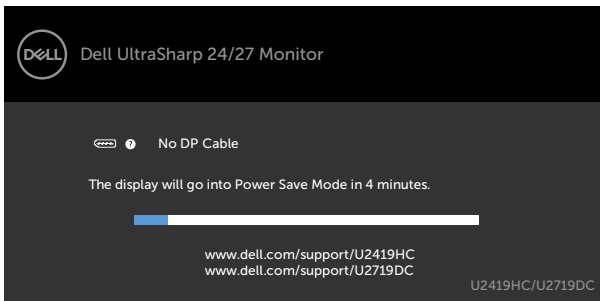 DELL
Dell UltraSharp 24/27 Monitor
? No DP Cable
The display will go into Power Save Mode in 4 minutes.
www.dell.com/support/U2419HC
www.dell.com/support/U2719DC
U2419HC/U2719DC